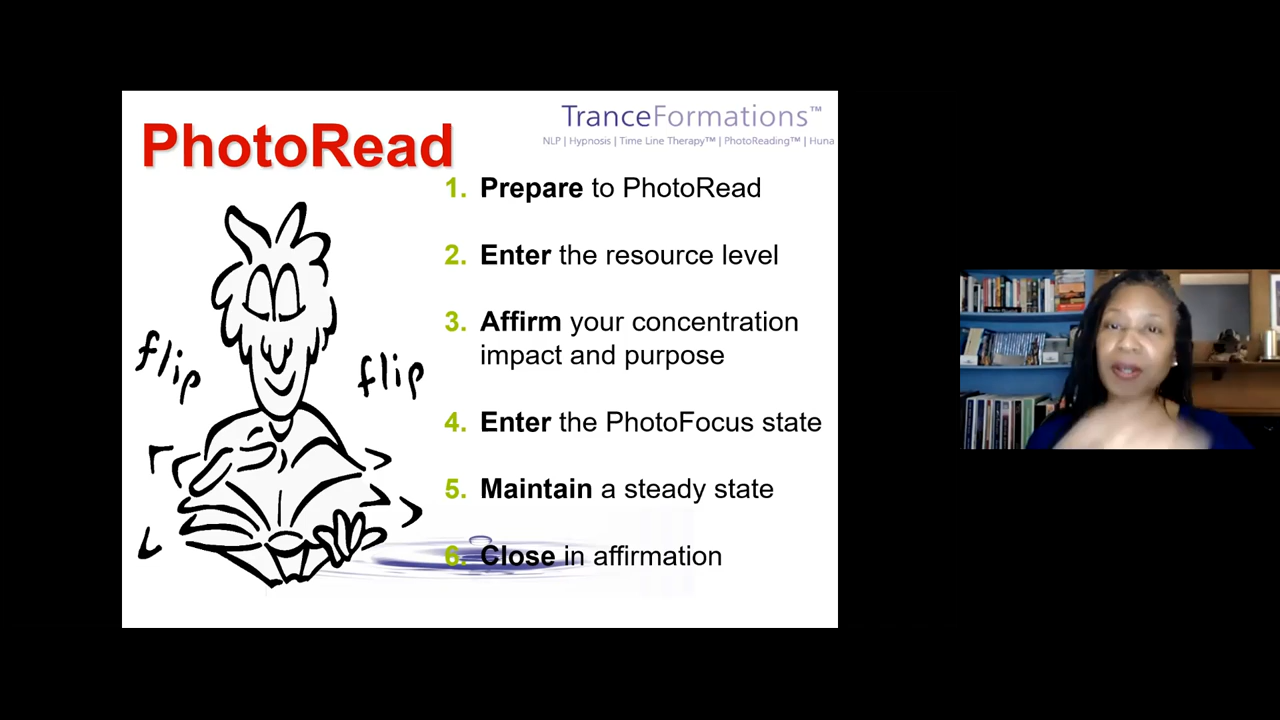 TranceFormations™
NLP | Hypnosis | Time Line Therapy™ | PhotoReading™ | Huna
PhotoRead
1. Prepare to PhotoRead
2. Enter the resource level
3. Affirm your concentration
impact and purpose
4. Enter the PhotoFocus state
5. Maintain a steady state
6. Close in affirmation
flip
flip